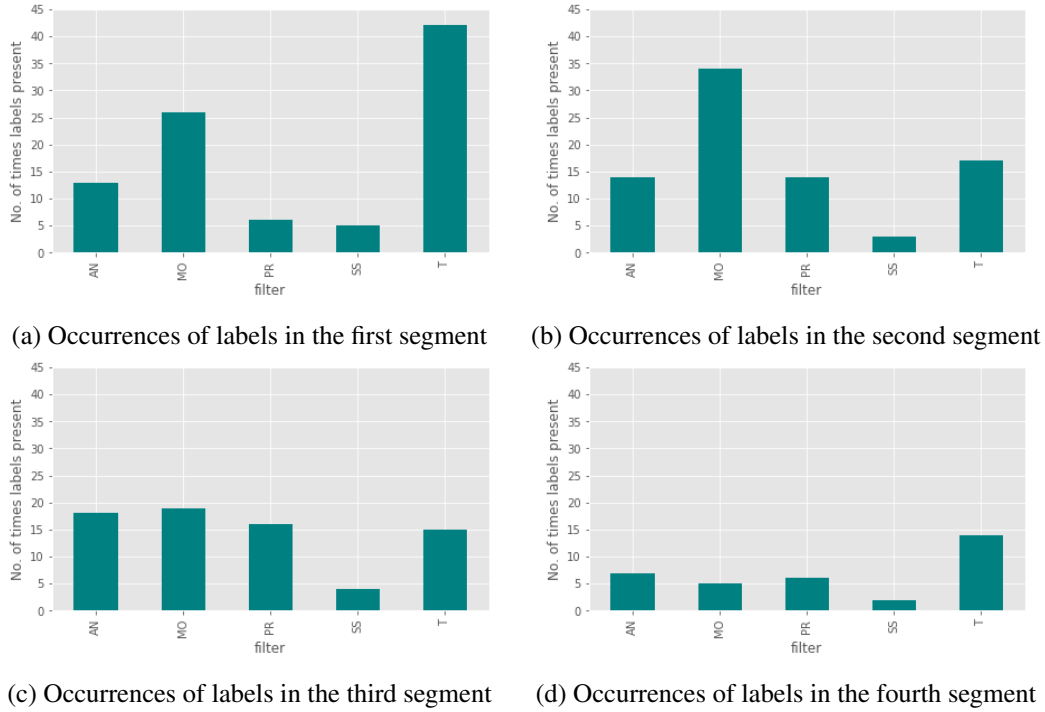 No. of times labels present
45
40
35
30
25
20
15
10
5
0
AN
MO
PR
SS
T
filter
(a) Occurrences of labels in the first segment
No. of times labels present
45
40
35
30
25
20
15
10
5
0
AN
MO
PR
SS
T
filter
(b) Occurrences of labels in the second segment
No. of times labels present
45
40
35
30
25
20
15
10
5
0
AN
MO
PR
SS
T
filter
(c) Occurrences of labels in the third segment
No. of times labels present
45
40
35
30
25
20
15
10
5
0
AN
MO
PR
SS
T
filter
(d) Occurrences of labels in the fourth segment